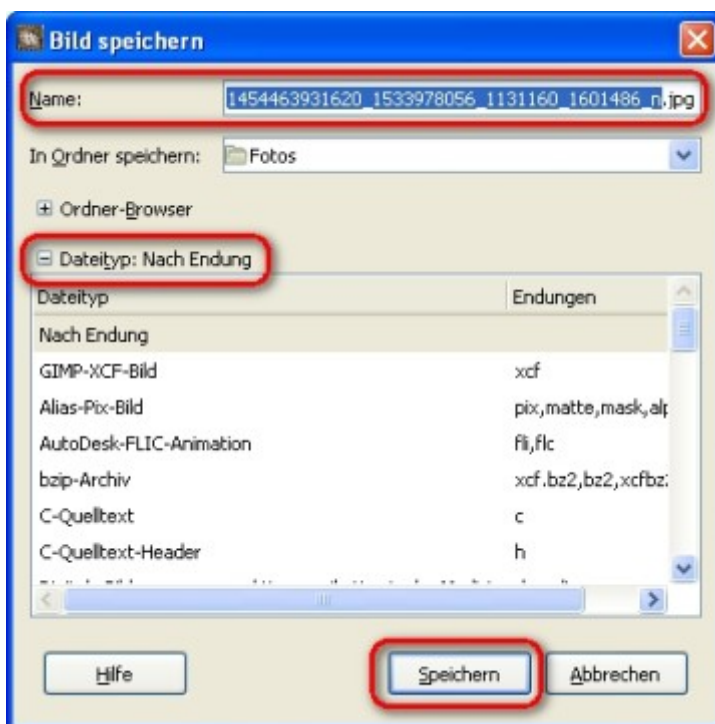 Bild speichern
Name: 1454463931620_1533978056_1131160_1601486_n.jpg
In Ordner speichern: Fotos
Ordner-Browser
Dateityp: Nach Endung
Dateityp Endungen
Nach Endung
GIMP-XCF-Bild xcf
Alias-Pix-Bild pix,matte,mask,alp
AutoDesk-FLIC-Animation fli,flc
bzip-Archiv xcf.bz2,bz2,xcfbz
C-Quelltext c
C-Quelltext-Header h
Hilfe Speichern Abbrechen